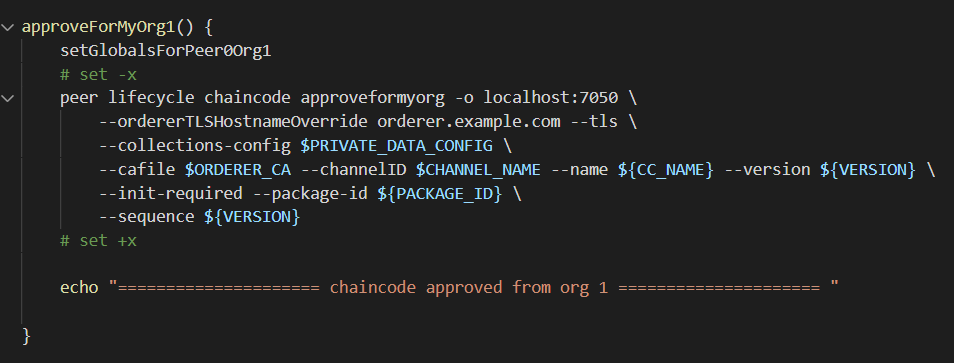 approveForMyOrg1() {
    setGlobalsForPeer0Org1
    # set -x
    peer lifecycle chaincode approveformyorg -o localhost:7050 \
        --ordererTLSHostnameOverride orderer.example.com --tls \
        --collections-config $PRIVATE_DATA_CONFIG \
        --cafile $ORDERER_CA --channelID $CHANNEL_NAME --name ${CC_NAME} --version ${VERSION} \
        --init-required --package-id ${PACKAGE_ID} \
        --sequence ${VERSION}
    # set +x
    echo "===================== chaincode approved from org 1 ===================== "
}